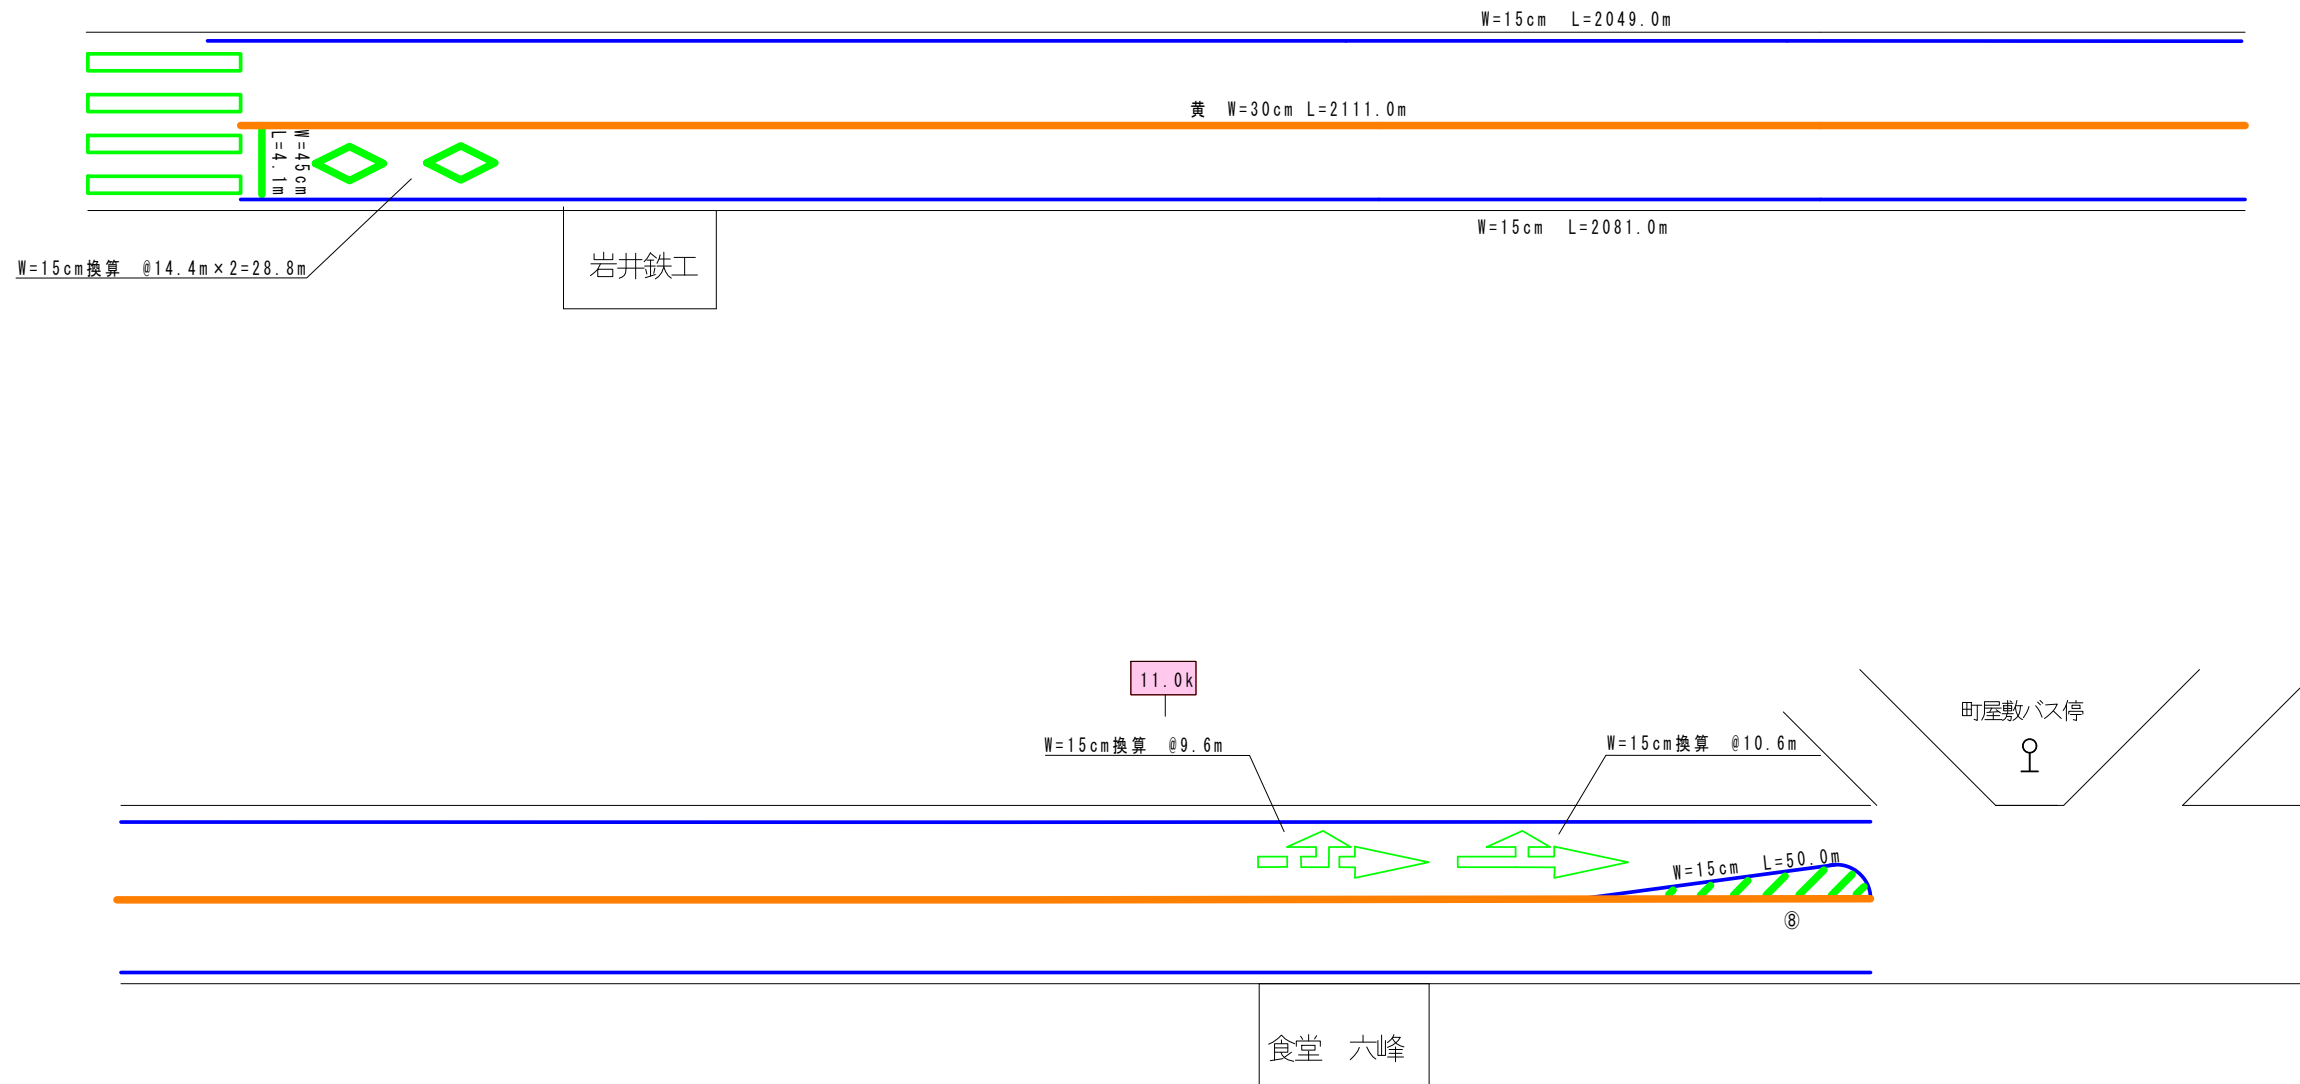 W=15cm　L=2049.0m
黄　W=30cm L=2111.0m
W=45cm
L=4.1m
W=15cm　L=2081.0m
W=15cm換算　@14.4m×2=28.8m
岩井鉄工
11.0k
町屋敷バス停
W=15cm換算　@9.6m
W=15cm換算　@10.6m
W=15cm　L=50.0m
⑧
食堂　六峰